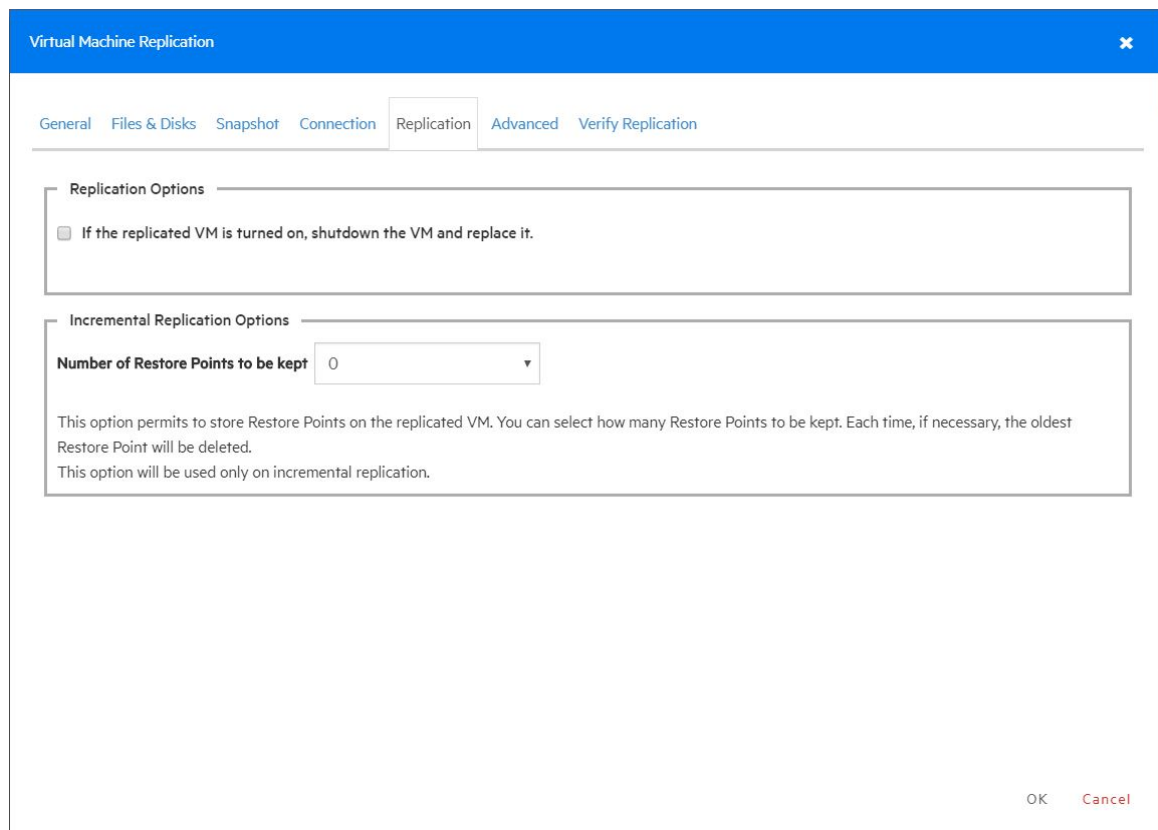 Virtual Machine Replication
General Files & Disks Snapshot Connection Replication Advanced Verify Replication
Replication Options
If the replicated VM is turned on, shutdown the VM and replace it.
Incremental Replication Options
Number of Restore Points to be kept 0
This option permits to store Restore Points on the replicated VM. You can select how many Restore Points to be kept. Each time, if necessary, the oldest
Restore Point will be deleted.
This option will be used only on incremental replication.
OK Cancel